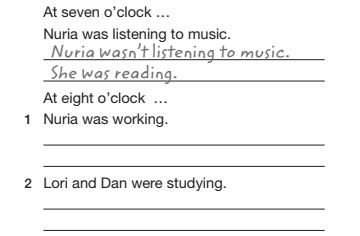 At seven o'clock ...
Nuria was listening to music.
Nuria wasn't listening to music.
She was reading.
At eight o'clock ...
1 Nuria was working.
2 Lori and Dan were studying.